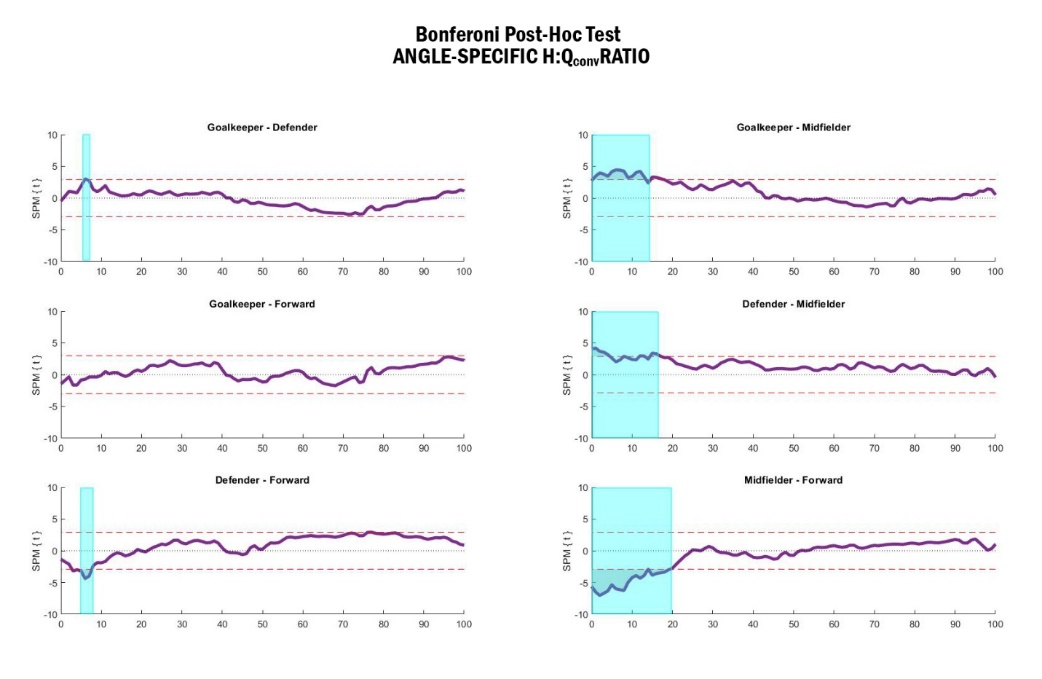 Bonferoni Post-Hoc Test
ANGLE-SPECIFIC H:QconvRATIO
Goalkeeper - Defender
10
5
0
-5
-10
SPM { t }
0 10 20 30 40 50 60 70 80 90 100
Goalkeeper - Midfielder
10
5
0
-5
-10
SPM { t }
0 10 20 30 40 50 60 70 80 90 100
Goalkeeper - Forward
10
5
0
-5
-10
SPM { t }
0 10 20 30 40 50 60 70 80 90 100
Defender - Midfielder
10
5
0
-5
-10
SPM { t }
0 10 20 30 40 50 60 70 80 90 100
Defender - Forward
10
5
0
-5
-10
SPM { t }
0 10 20 30 40 50 60 70 80 90 100
Midfielder - Forward
10
5
0
-5
-10
SPM { t }
0 10 20 30 40 50 60 70 80 90 100